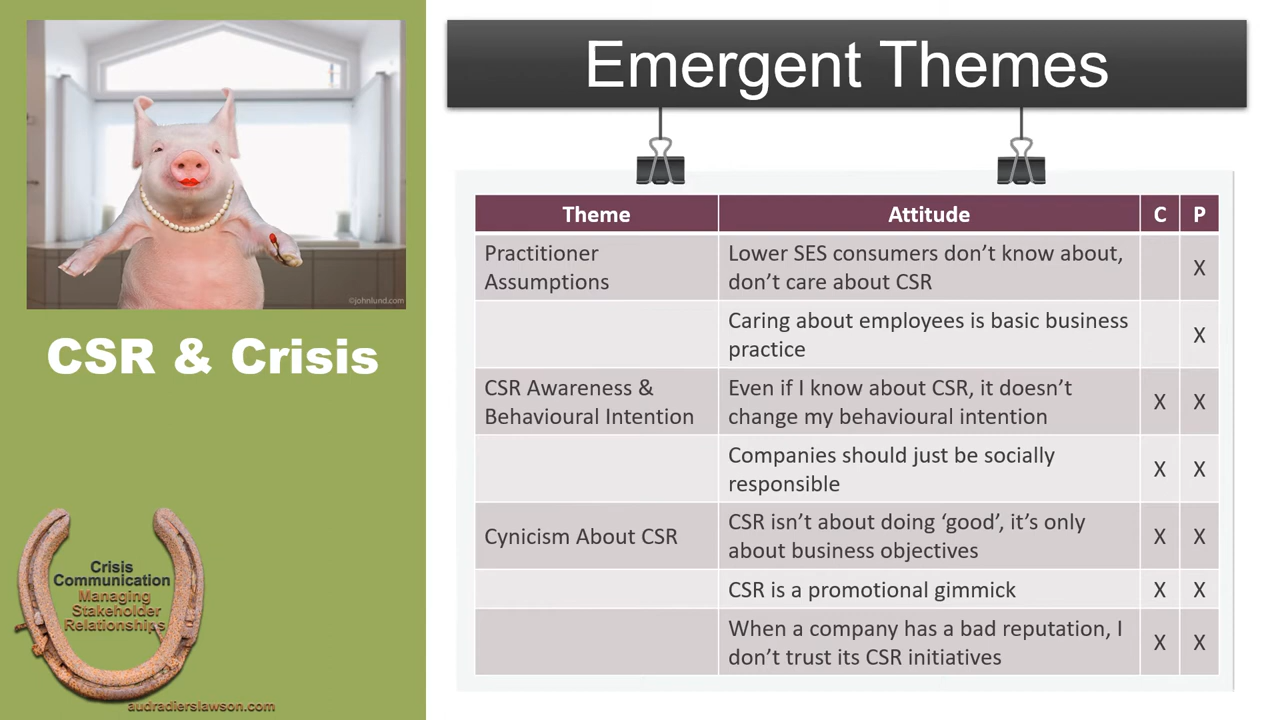 ©johnlund.com
CSR & Crisis
Crisis
Communication
Managing
Stakeholder
Relationships
audradierslawson.com
Emergent Themes
Theme Attitude C P
Practitioner
Assumptions
Lower SES consumers don’t know about,
don’t care about CSR
X
Caring about employees is basic business
practice
X
CSR Awareness &
Behavioural Intention
Even if I know about CSR, it doesn’t
change my behavioural intention
X X
Companies should just be socially
responsible
X X
Cynicism About CSR
CSR isn’t about doing ‘good’, it’s only
about business objectives
X X
CSR is a promotional gimmick X X
When a company has a bad reputation, I
don’t trust its CSR initiatives
X X